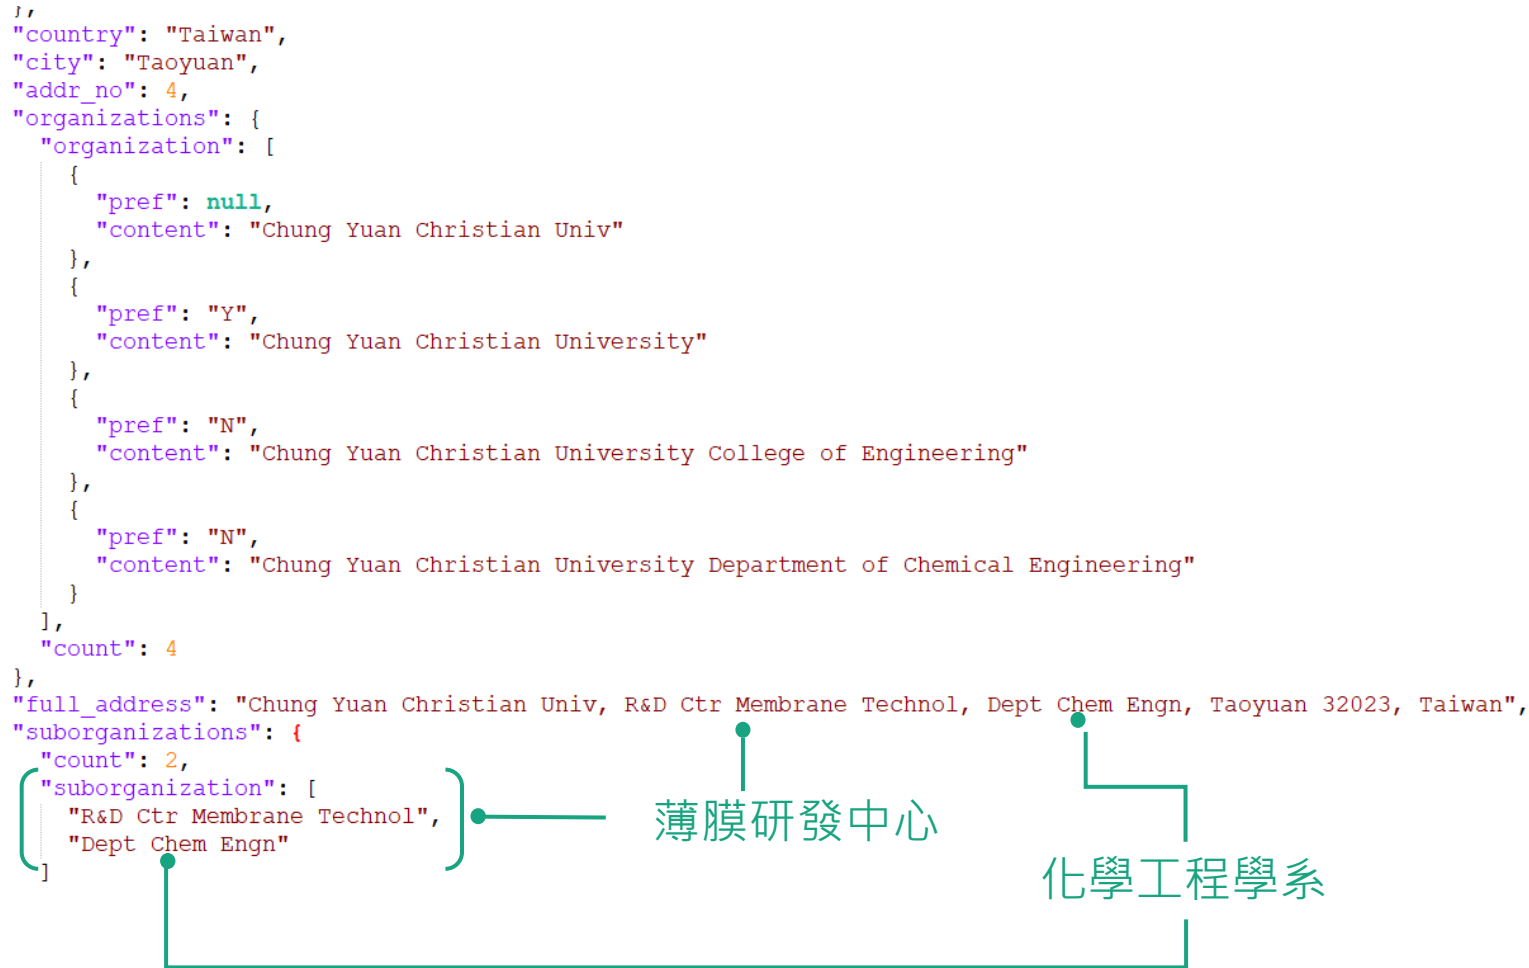 },
"country": "Taiwan",
"city": "Taoyuan",
"addr_no": 4,
"organizations": {
"organization": [
{
"pref": null,
"content": "Chung Yuan Christian Univ"
},
{
"pref": "Y",
"content": "Chung Yuan Christian University"
},
{
"pref": "N",
"content": "Chung Yuan Christian University College of Engineering"
},
{
"pref": "N",
"content": "Chung Yuan Christian University Department of Chemical Engineering"
}
],
"count": 4
},
"full_address": "Chung Yuan Christian Univ, R&D Ctr Membrane Technol, Dept Chem Engn, Taoyuan 32023, Taiwan",
"suborganizations": {
"count": 2,
"suborganization": [
"R&D Ctr Membrane Technol",
"Dept Chem Engn"
]
薄膜研發中心
化學工程學系